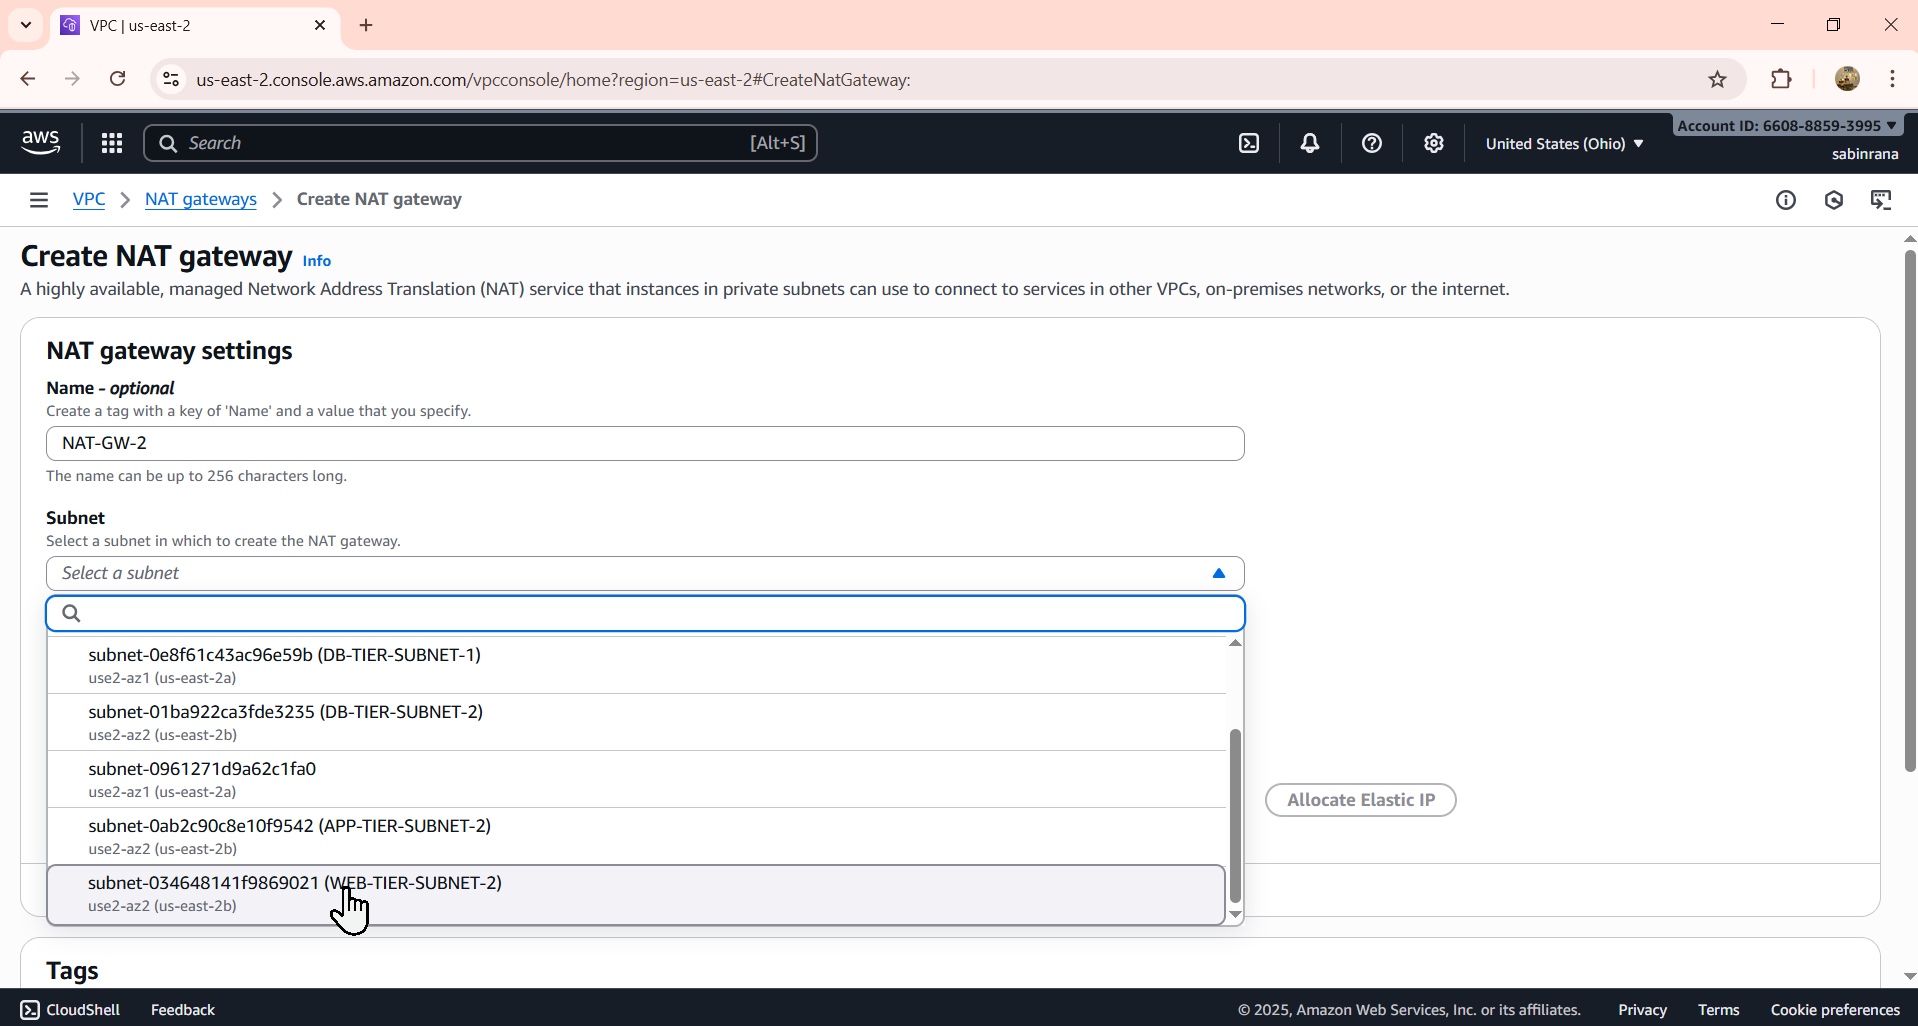 VPC | us-east-2
us-east-2.console.aws.amazon.com/vpcconsole/home?region=us-east-2#CreateNatGateway:
aws
Search
[Alt+S]
United States (Ohio)
Account ID: 6608-8859-3995
sabinrana
VPC
NAT gateways
Create NAT gateway
Create NAT gateway Info
A highly available, managed Network Address Translation (NAT) service that instances in private subnets can use to connect to services in other VPCs, on-premises networks, or the internet.
NAT gateway settings
Name - optional
Create a tag with a key of 'Name' and a value that you specify.
NAT-GW-2
The name can be up to 256 characters long.
Subnet
Select a subnet in which to create the NAT gateway.
Select a subnet
subnet-0e8f61c43ac96e59b (DB-TIER-SUBNET-1)
use2-az1 (us-east-2a)
subnet-01ba922ca3fde3235 (DB-TIER-SUBNET-2)
use2-az2 (us-east-2b)
subnet-0961271d9a62c1fa0
use2-az1 (us-east-2a)
Allocate Elastic IP
subnet-0ab2c90c8e10f9542 (APP-TIER-SUBNET-2)
use2-az2 (us-east-2b)
subnet-034648141f9869021 (WEB-TIER-SUBNET-2)
use2-az2 (us-east-2b)
Tags
CloudShell
Feedback
© 2025, Amazon Web Services, Inc. or its affiliates.
Privacy
Terms
Cookie preferences